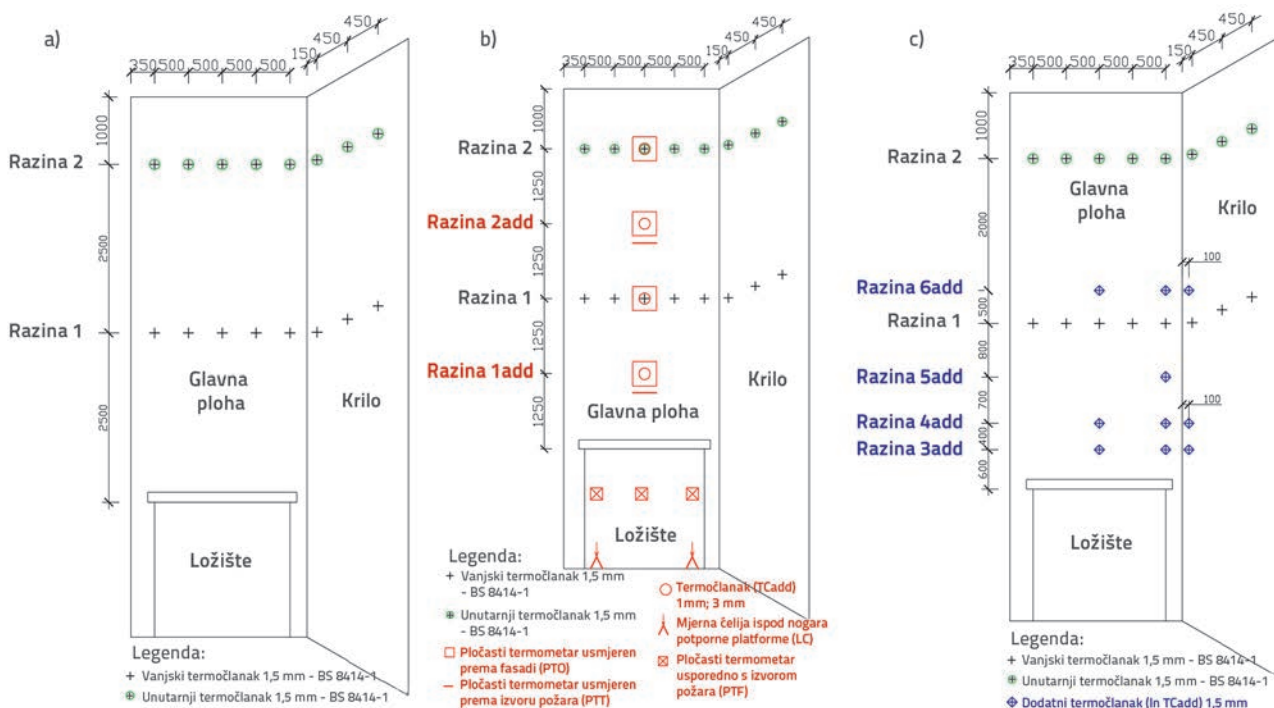 a)
450
450
150
350 500 500 500 500
1000
Razina 2
2500
Razina 1
Glavna
ploha
Krilo
2500
Ložište
Legenda:
+ Vanjski termočlanak 1,5 mm - BS 8414-1
Unutarnji termočlanak 1,5 mm - BS 8414-1
b)
450
450
150
350 500 500 500 500
1000
Razina 2
1250
Razina 2add
1250
Razina 1
1250
Razina 1add
1250
Glavna ploha
Krilo
Ložište
Legenda:
+ Vanjski termočlanak 1,5 mm
- BS 8414-1
Unutarnji termočlanak 1,5 mm
- BS 8414-1
Pločasti termometar usmjeren
prema fasadi (PTO)
Pločasti termometar usmjeren
prema izvoru požara (PTT)
Termočlanak (TCadd)
1mm; 3 mm
Mjerna ćelija ispod nogara
potporne platforme (LC)
Pločasti termometar
usporedno s izvorom
požara (PTF)
c)
450
450
150
350 500 500 500 500
1000
Razina 2
Glavna
ploha
Krilo
2000
100
Razina 6add
500
Razina 1
800
Razina 5add
700
100
Razina 4add
400
Razina 3add
600
Ložište
Legenda:
+ Vanjski termočlanak 1,5 mm - BS 8414-1
Unutarnji termočlanak 1,5 mm - BS 8414-1
Dodatni termočlanak (In TCadd) 1,5 mm